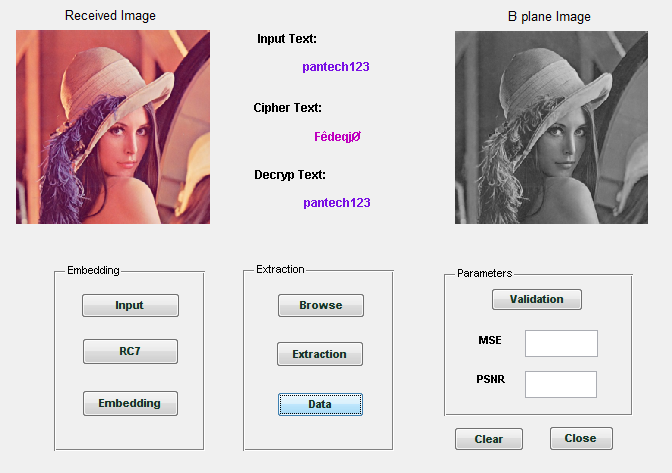 Received Image
B plane Image
Input Text:
pantech123
Cipher Text:
FêdeqjØ
Decryp Text:
pantech123
Embedding
Input
RC7
Embedding
Extraction
Browse
Extraction
Data
Parameters
Validation
MSE
PSNR
Clear
Close